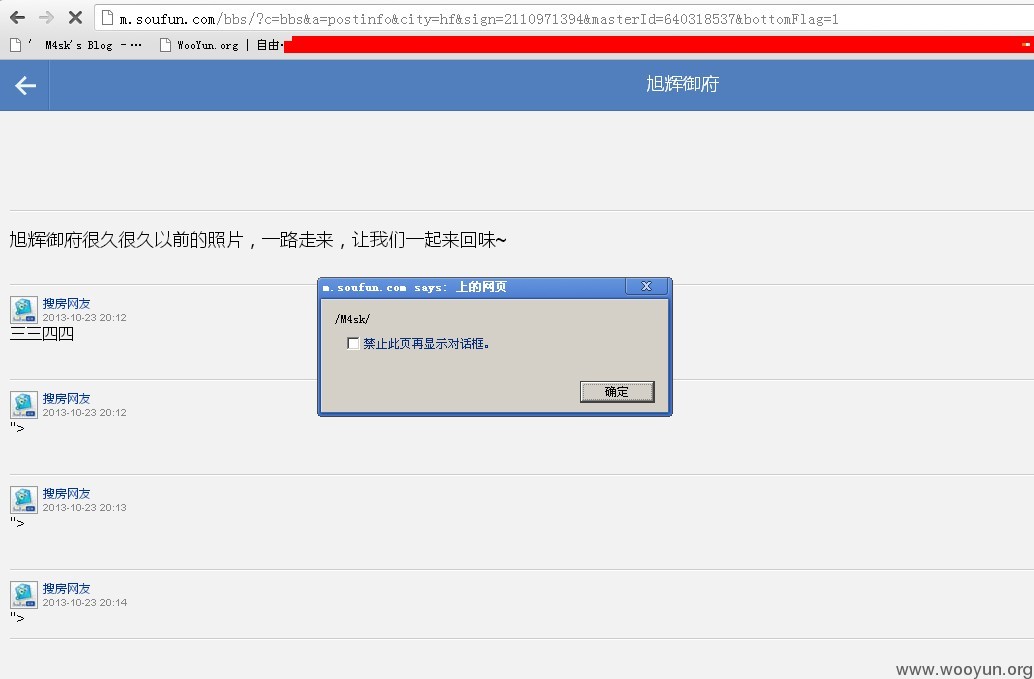 m.soufun.com/bbs/?c=bbs&a=postinfo&city=hf&sign=2110971394&masterId=640318537&bottomFlag=1
' M4sk's Blog - … WooYun.org | 自由·
旭辉御府
旭辉御府很久很久以前的照片，一路走来，让我们一起来回味~
m.soufun.com says: 上的网页
/M4sk/
禁止此页再显示对话框。
确定
搜房网友
2013-10-23 20:12
三三四四
搜房网友
2013-10-23 20:12
">
搜房网友
2013-10-23 20:13
">
搜房网友
2013-10-23 20:14
">
www.wooyun.org